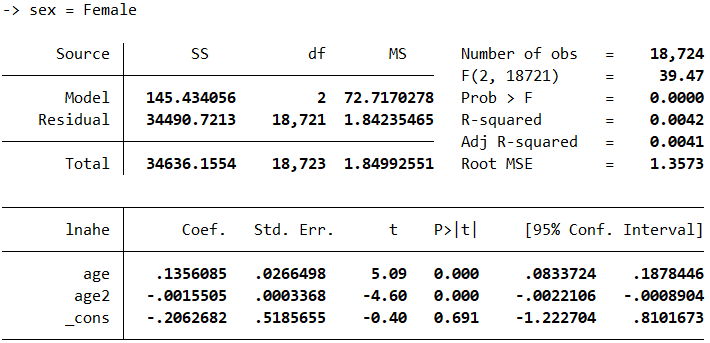 -> sex = Female
Source SS df MS Number of obs = 18,724
F(2, 18721) = 39.47
Model 145.434056 2 72.7170278 Prob > F = 0.0000
Residual 34490.7213 18,721 1.84235465 R-squared = 0.0042
Adj R-squared = 0.0041
Total 34636.1554 18,723 1.84992551 Root MSE = 1.3573
lnahe Coef. Std. Err. t P>|t| [95% Conf. Interval]
age .1356085 .0266498 5.09 0.000 .0833724 .1878446
age2 -.0015505 .0003368 -4.60 0.000 -.0022106 -.0008904
_cons -.2062682 .5185655 -0.40 0.691 -1.222704 .8101673